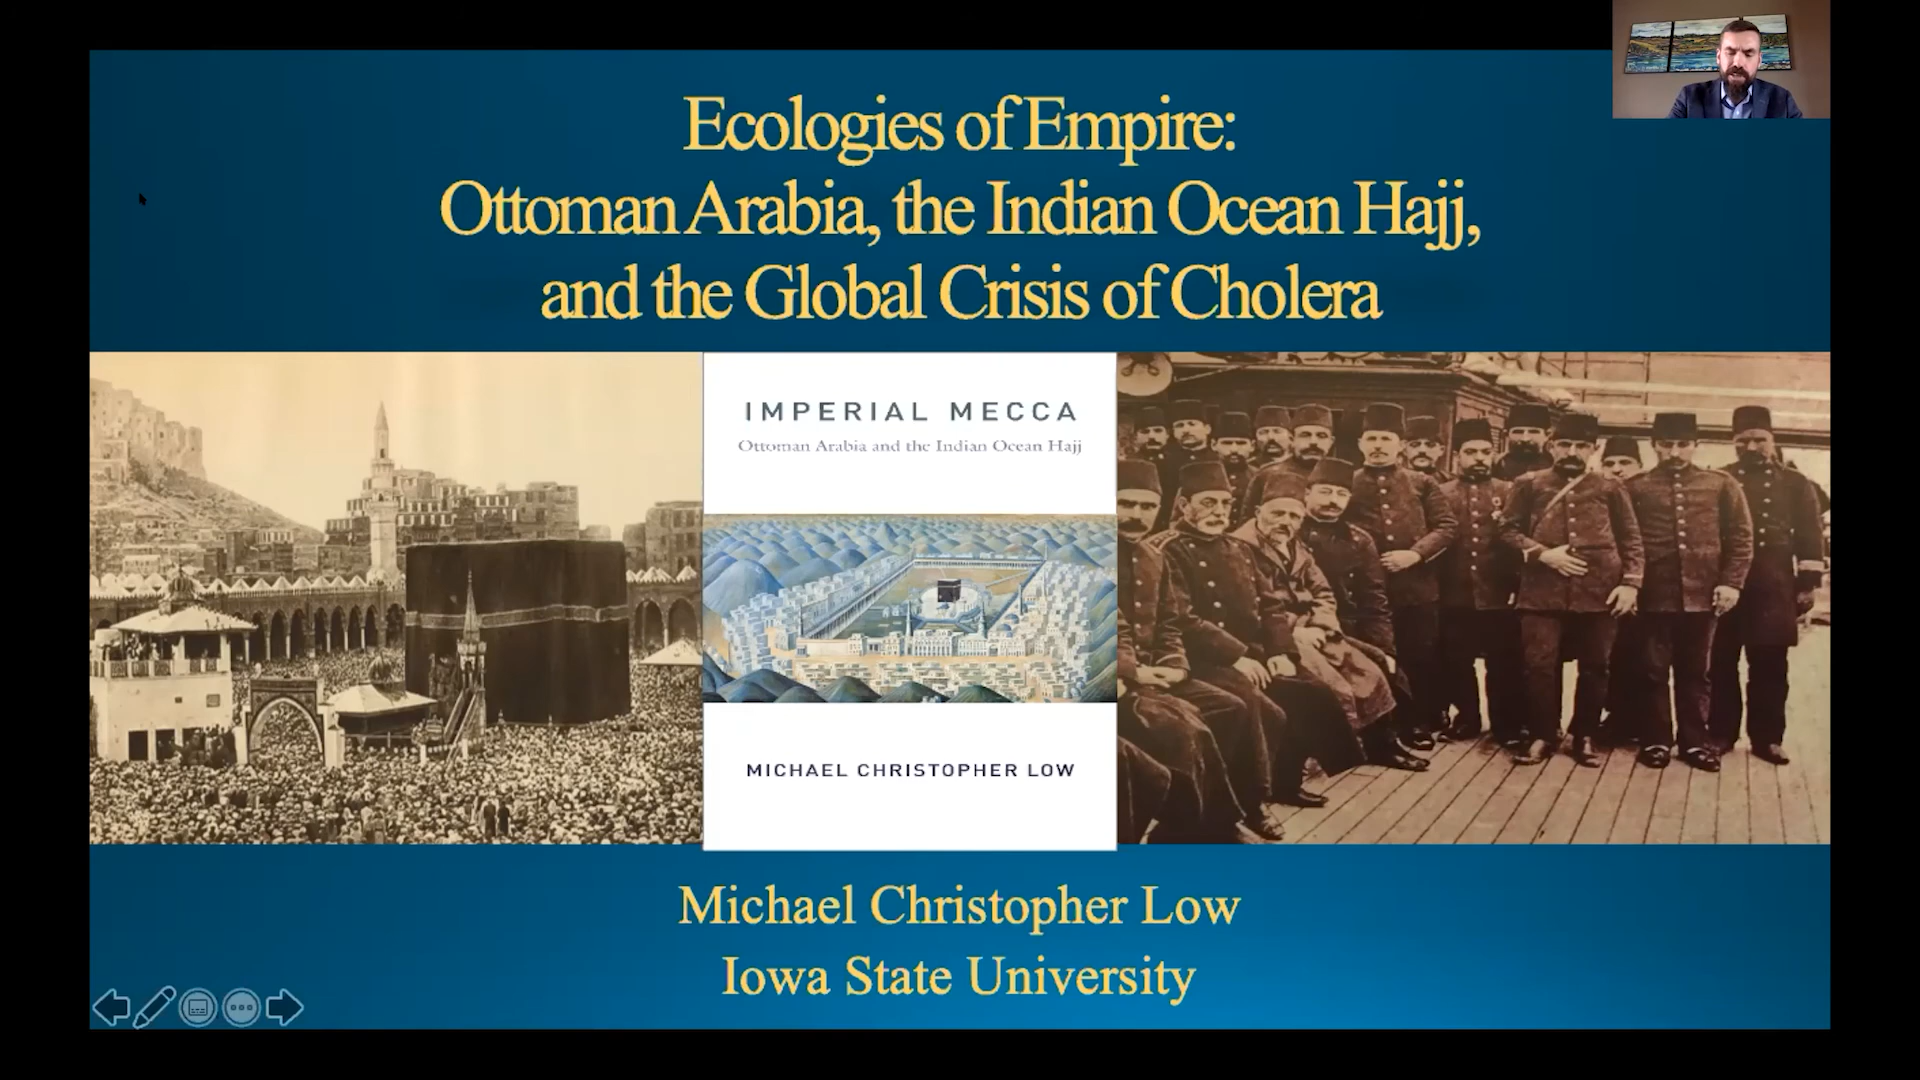 Ecologies of Empire:
Ottoman Arabia, the Indian Ocean Hajj,
and the Global Crisis of Cholera
IMPERIAL MECCA
Ottoman Arabia and the Indian Ocean Hajj
MICHAEL CHRISTOPHER LOW
Michael Christopher Low
Iowa State University